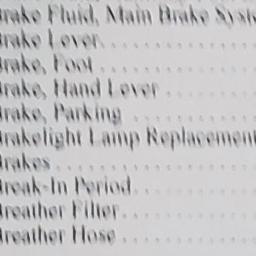 rake Fluid, Main Brake Syst
rake Lever..........
rake, Foot..........
rake, Hand Lever..........
rake, Parking..........
rakelight Lamp Replacement
rakes..........
reak-In Period..........
reather Filter..........
reather Hose..........